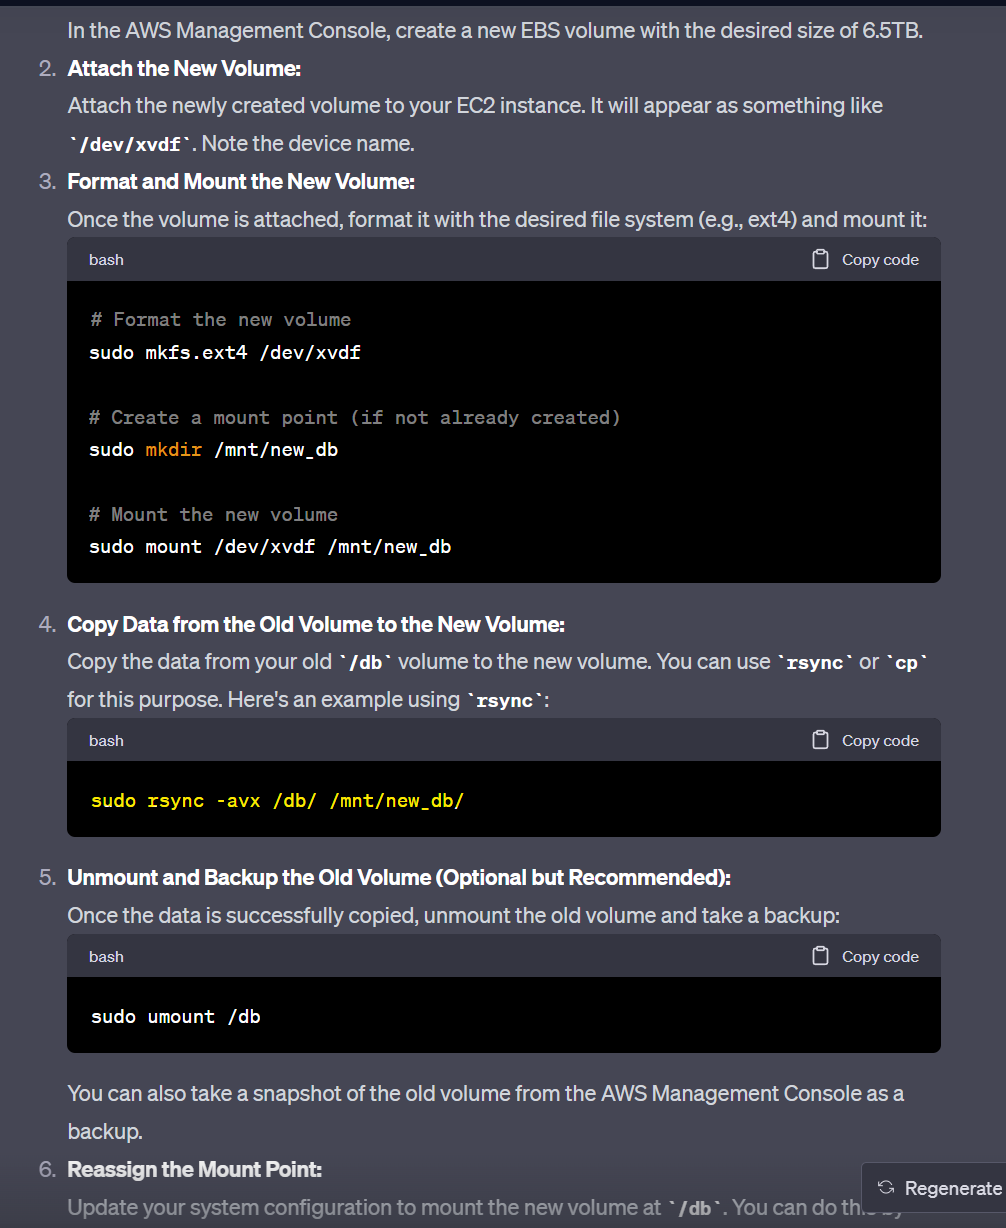 In the AWS Management Console, create a new EBS volume with the desired size of 6.5TB.
2. Attach the New Volume:
Attach the newly created volume to your EC2 instance. It will appear as something like
`/dev/xvdf`. Note the device name.
3. Format and Mount the New Volume:
Once the volume is attached, format it with the desired file system (e.g., ext4) and mount it:
bash Copy code
# Format the new volume
sudo mkfs.ext4 /dev/xvdf
# Create a mount point (if not already created)
sudo mkdir /mnt/new_db
# Mount the new volume
sudo mount /dev/xvdf /mnt/new_db
4. Copy Data from the Old Volume to the New Volume:
Copy the data from your old `/db` volume to the new volume. You can use `rsync` or `cp`
for this purpose. Here's an example using `rsync`:
bash Copy code
sudo rsync -avx /db/ /mnt/new_db/
5. Unmount and Backup the Old Volume (Optional but Recommended):
Once the data is successfully copied, unmount the old volume and take a backup:
bash Copy code
sudo umount /db
You can also take a snapshot of the old volume from the AWS Management Console as a
backup.
6. Reassign the Mount Point:
Regenerate
Update your system configuration to mount the new volume at `/db`. You can do this by